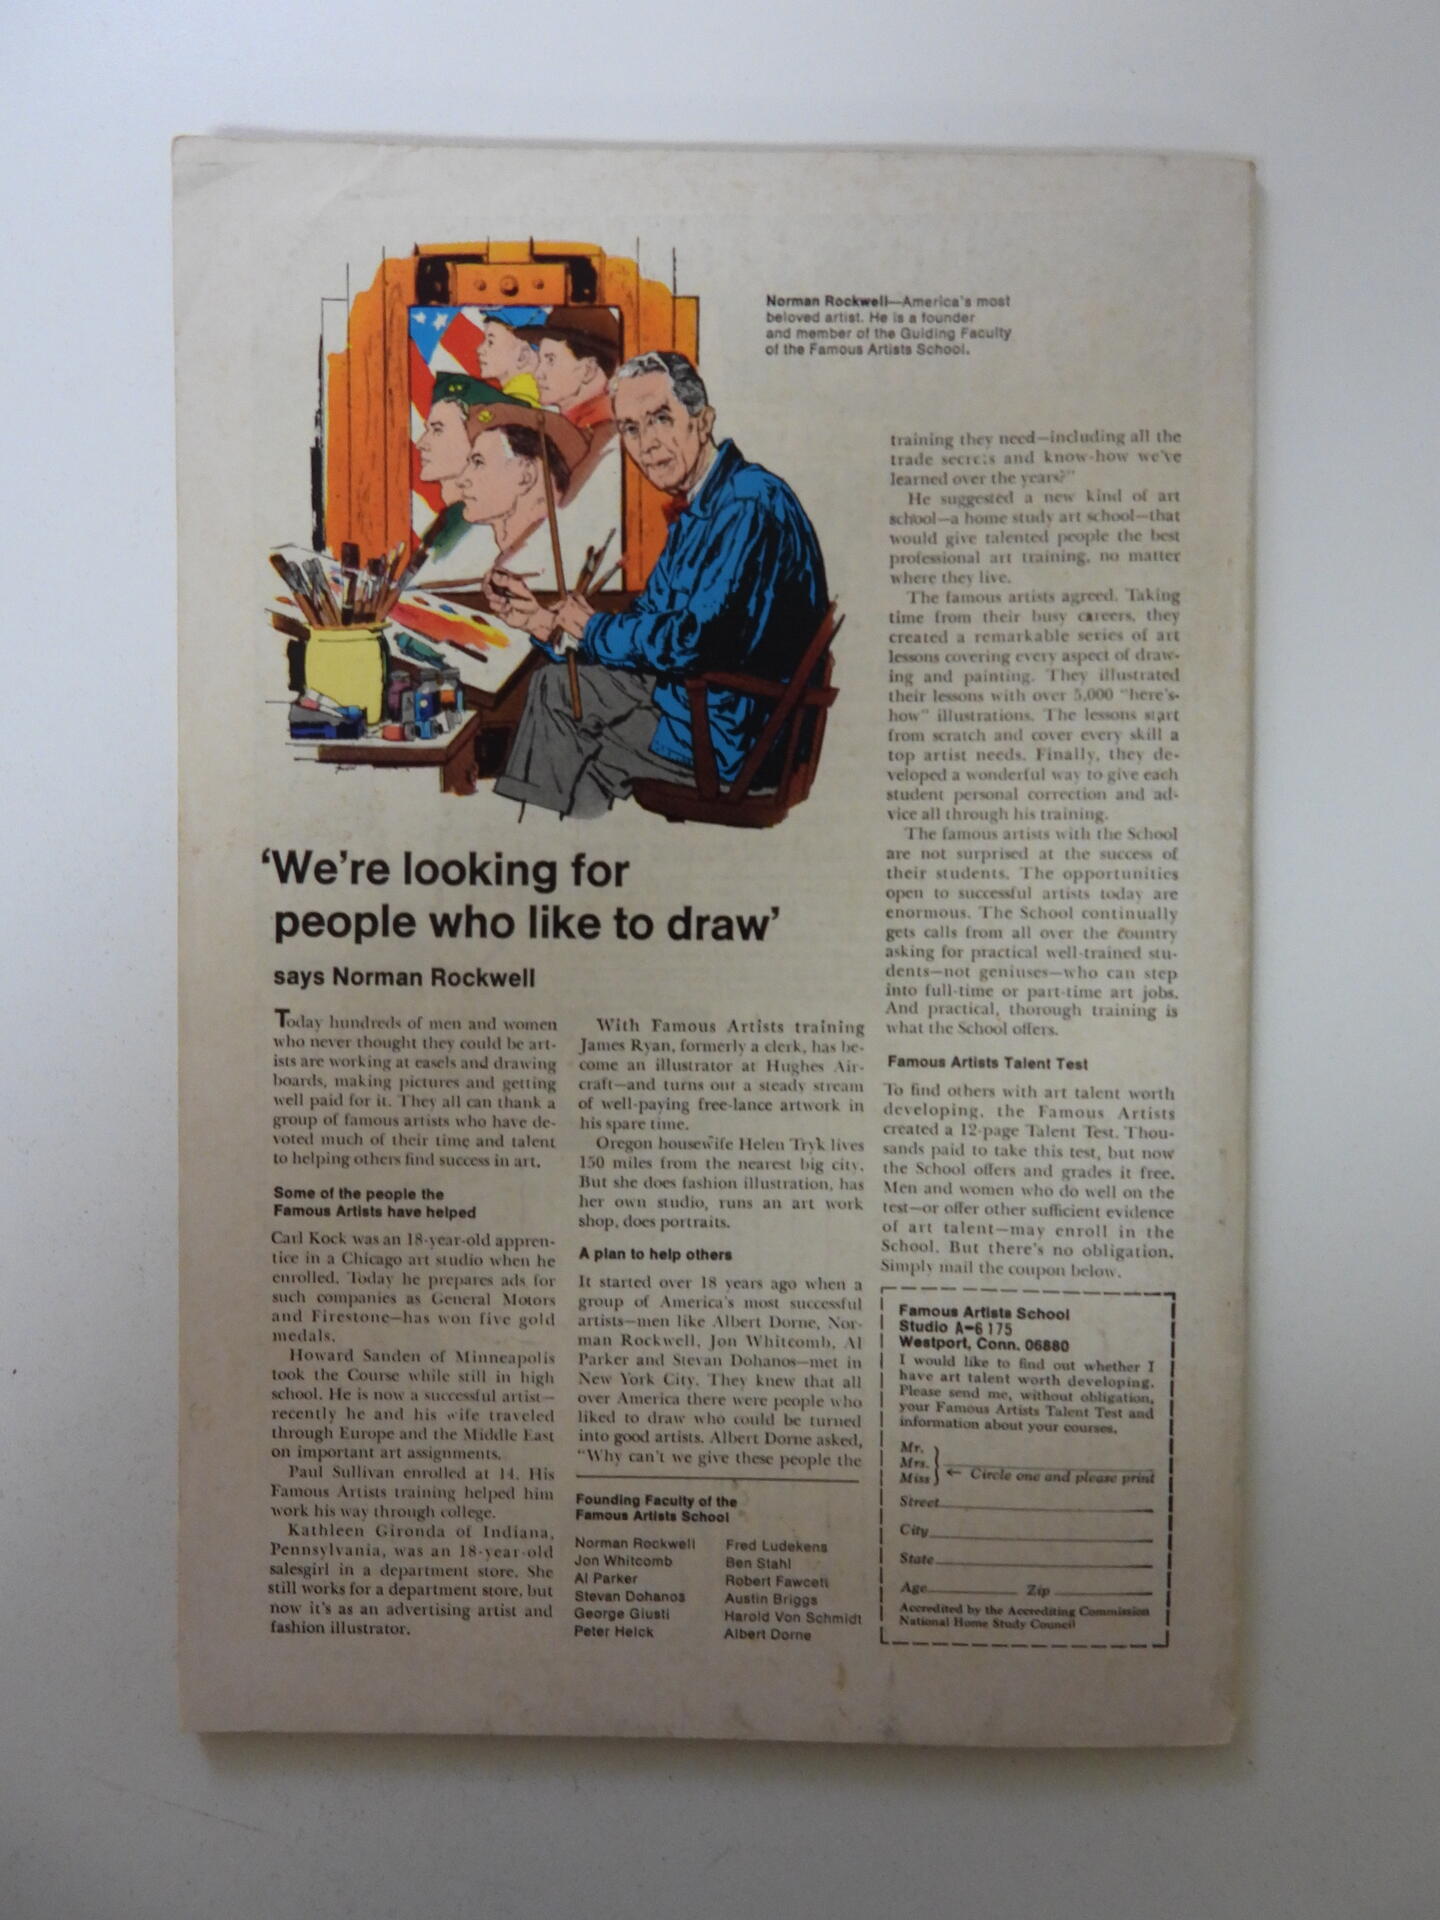 Norman Rockwell—America's most
beloved artist. He is a founder
and member of the Guiding Faculty
of the Famous Artists School.
'We're looking for
people who like to draw'
says Norman Rockwell
Today hundreds of men and women
who never thought they could be art-
ists are working at easels and drawing
boards, making pictures and getting
well paid for it. They all can thank a
group of famous artists who have de-
voted much of their time and talent
to helping others find success in art.
Some of the people the
Famous Artists have helped
Carl Kock was an 18-year-old appren-
tice in a Chicago art studio when he
enrolled. Today he prepares ads for
such companies as General Motors
and Firestone—has won five gold
medals.
Howard Sanden of Minneapolis
took the Course while still in high
school. He is now a successful artist—
recently he and his wife traveled
through Europe and the Middle East
on important art assignments.
Paul Sullivan enrolled at 14. His
Famous Artists training helped him
work his way through college.
Kathleen Gironda of Indiana,
Pennsylvania, was an 18-year-old
salesgirl in a department store. She
still works for a department store, but
now it's as an advertising artist and
fashion illustrator.
With Famous Artists training
James Ryan, formerly a clerk, has be-
come an illustrator at Hughes Air-
craft—and turns out a steady stream
of well-paying free-lance artwork in
his spare time.
Oregon housewife Helen Tryk lives
150 miles from the nearest big city.
But she does fashion illustration, has
her own studio, runs an art work
shop, does portraits.
A plan to help others
It started over 18 years ago when a
group of America's most successful
artists—men like Albert Dorne, Nor-
man Rockwell, Jon Whitcomb, Al
Parker and Stevan Dohanos—met in
New York City. They knew that all
over America there were people who
liked to draw who could be turned
into good artists. Albert Dorne asked,
"Why can't we give these people the
training they need—including all the
trade secrets and know-how we've
learned over the years?"
He suggested a new kind of art
school—a home study art school—that
would give talented people the best
professional art training, no matter
where they live.
The famous artists agreed. Taking
time from their busy careers, they
created a remarkable series of art
lessons covering every aspect of draw-
ing and painting. They illustrated
their lessons with over 5,000 "here's-
how" illustrations. The lessons start
from scratch and cover every skill a
top artist needs. Finally, they de-
veloped a wonderful way to give each
student personal correction and ad-
vice all through his training.
The famous artists with the School
are not surprised at the success of
their students. The opportunities
open to successful artists today are
enormous. The School continually
gets calls from all over the country
asking for practical well-trained stu-
dents—not geniuses—who can step
into full-time or part-time art jobs.
And practical, thorough training is
what the School offers.
Famous Artists Talent Test
To find others with art talent worth
developing, the Famous Artists
created a 12-page Talent Test. Thou-
sands paid to take this test, but now
the School offers and grades it free.
Men and women who do well on the
test—or offer other sufficient evidence
of art talent—may enroll in the
School. But there's no obligation.
Simply mail the coupon below.
Founding Faculty of the
Famous Artists School
Norman Rockwell
Jon Whitcomb
Al Parker
Stevan Dohanos
George Giusti
Peter Helck
Fred Ludekens
Ben Stahl
Robert Fawcett
Austin Briggs
Harold Von Schmidt
Albert Dorne
Famous Artists School
Studio A-6175
Westport, Conn. 06880
I would like to find out whether I
have art talent worth developing.
Please send me, without obligation,
your Famous Artists Talent Test and
information about your courses.
Mr.
Mrs.
Miss
← Circle one and please print
Street
City
State
Age Zip
Accredited by the Accrediting Commission
National Home Study Council